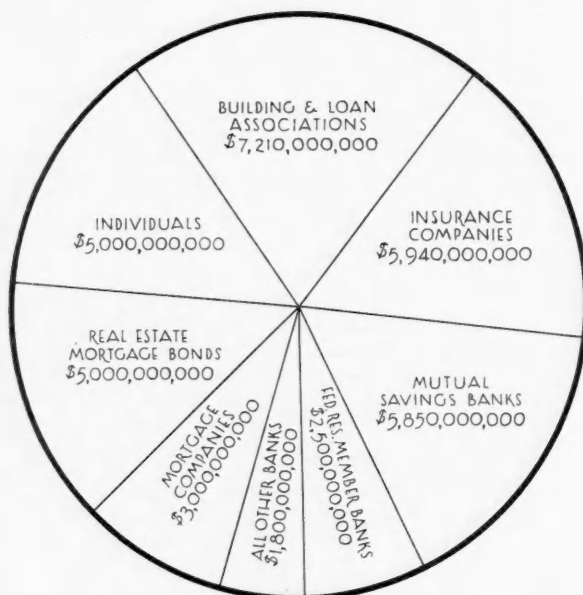 BUILDING & LOAN
ASSOCIATIONS
$7,210,000,000
INSURANCE
COMPANIES
$5,940,000,000
MUTUAL
SAVINGS BANKS
$5,850,000,000
FED. RES. MEMBER BANKS
$2,500,000,000
ALL OTHER BANKS
$1,800,000,000
MORTGAGE
COMPANIES
$3,000,000,000
REAL ESTATE
MORTGAGE BONDS
$5,000,000,000
INDIVIDUALS
$5,000,000,000